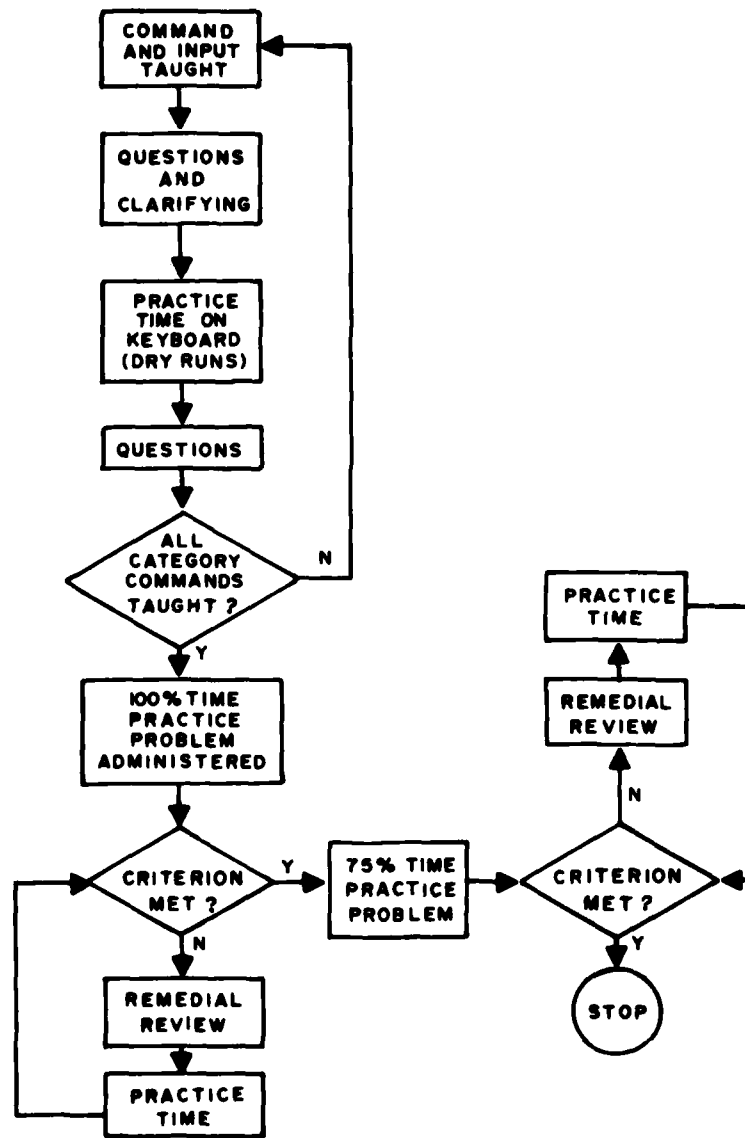 COMMAND
AND INPUT
TAUGHT
QUESTIONS
AND
CLARIFYING
PRACTICE
TIME ON
KEYBOARD
(DRY RUNS)
QUESTIONS
ALL
CATEGORY
COMMANDS
TAUGHT ?
N
Y
100% TIME
PRACTICE
PROBLEM
ADMINISTERED
CRITERION
MET ?
Y
N
REMEDIAL
REVIEW
PRACTICE
TIME
75% TIME
PRACTICE
PROBLEM
CRITERION
MET ?
N
REMEDIAL
REVIEW
PRACTICE
TIME
Y
STOP